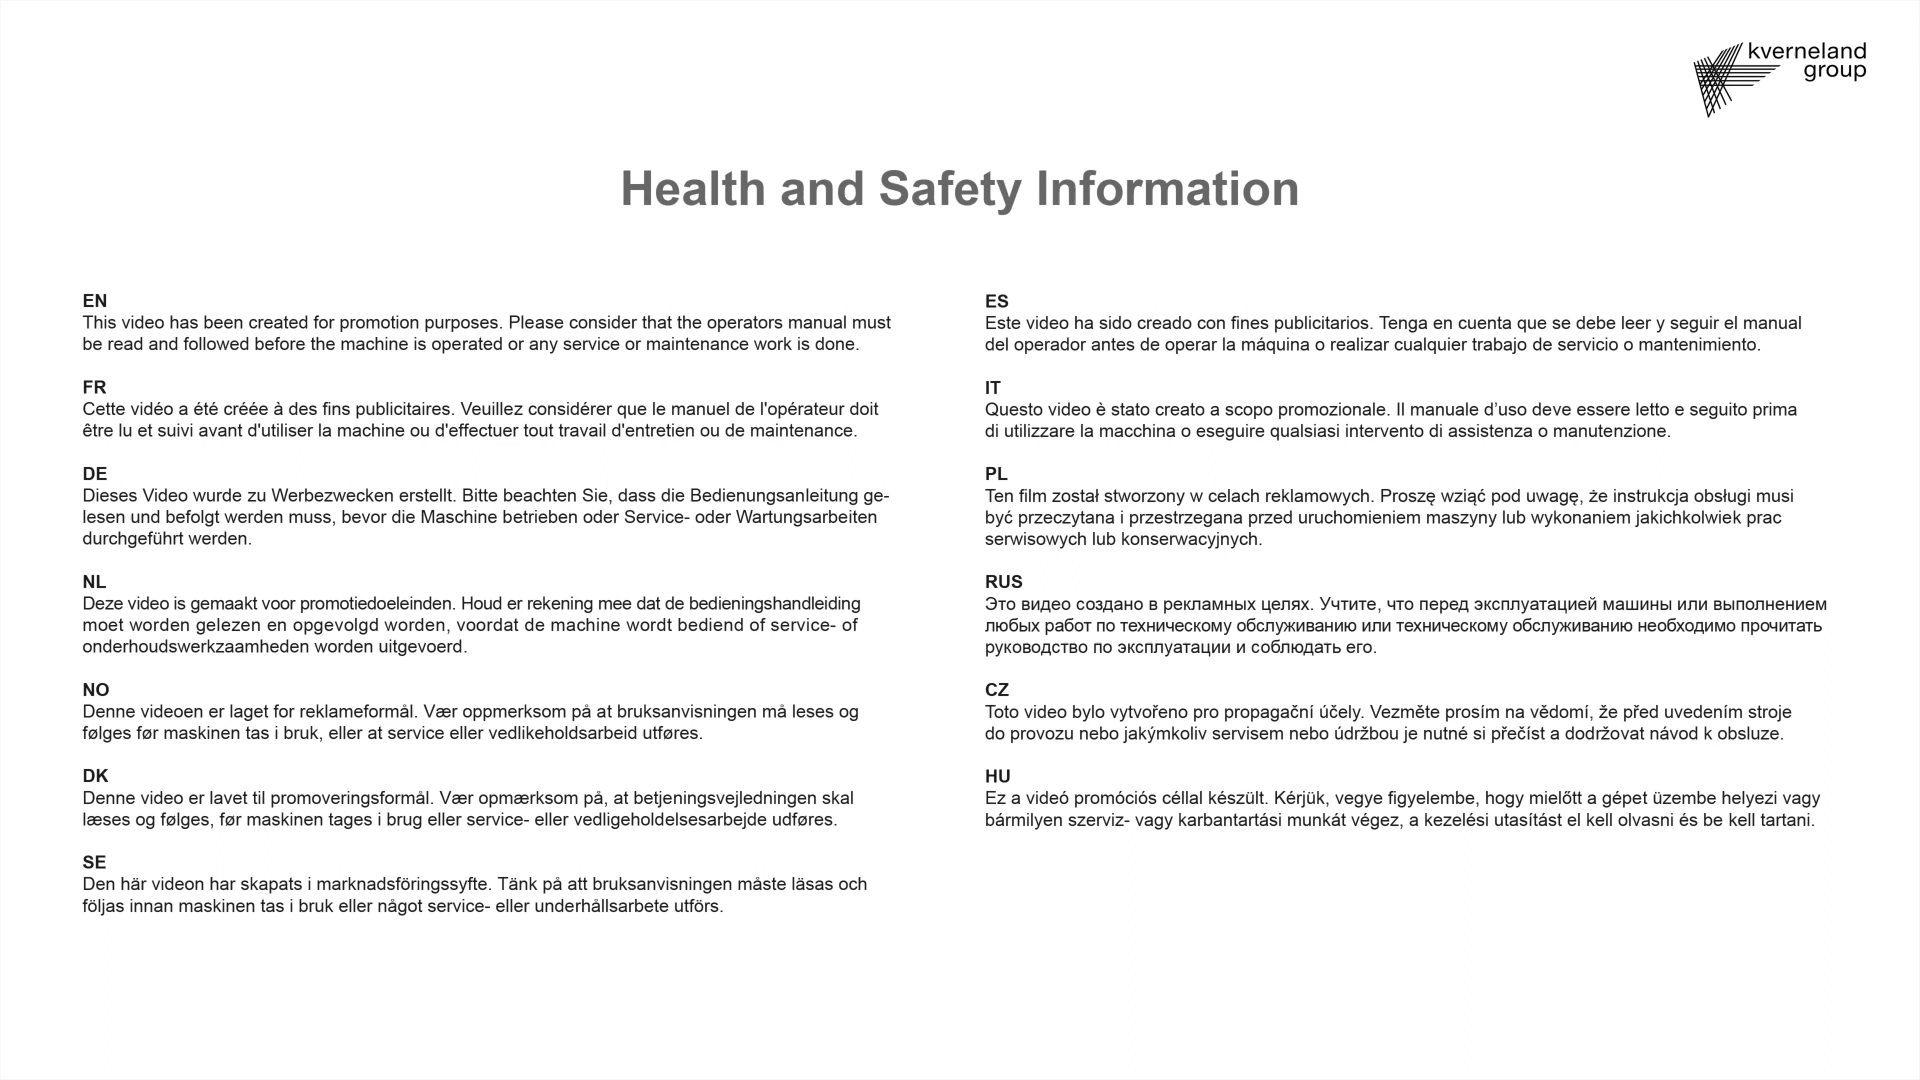 kverneland
group
Health and Safety Information
EN
This video has been created for promotion purposes. Please consider that the operators manual must
be read and followed before the machine is operated or any service or maintenance work is done.
FR
Cette vidéo a été créée à des fins publicitaires. Veuillez considérer que le manuel de l'opérateur doit
être lu et suivi avant d'utiliser la machine ou d'effectuer tout travail d'entretien ou de maintenance.
DE
Dieses Video wurde zu Werbezwecken erstellt. Bitte beachten Sie, dass die Bedienungsanleitung ge-
lesen und befolgt werden muss, bevor die Maschine betrieben oder Service- oder Wartungsarbeiten
durchgeführt werden.
NL
Deze video is gemaakt voor promotiedoeleinden. Houd er rekening mee dat de bedieningshandleiding
moet worden gelezen en opgevolgd worden, voordat de machine wordt bediend of service- of
onderhoudswerkzaamheden worden uitgevoerd.
NO
Denne videoen er laget for reklameformål. Vær oppmerksom på at bruksanvisningen må leses og
følges før maskinen tas i bruk, eller at service eller vedlikeholdsarbeid utføres.
DK
Denne video er lavet til promoveringsformål. Vær opmærksom på, at betjeningsvejledningen skal
læses og følges, før maskinen tages i brug eller service- eller vedligeholdelsesarbejde udføres.
SE
Den här videon har skapats i marknadsföringssyfte. Tänk på att bruksanvisningen måste läsas och
följas innan maskinen tas i bruk eller något service- eller underhållsarbete utförs.
ES
Este video ha sido creado con fines publicitarios. Tenga en cuenta que se debe leer y seguir el manual
del operador antes de operar la máquina o realizar cualquier trabajo de servicio o mantenimiento.
IT
Questo video è stato creato a scopo promozionale. Il manuale d’uso deve essere letto e seguito prima
di utilizzare la macchina o eseguire qualsiasi intervento di assistenza o manutenzione.
PL
Ten film został stworzony w celach reklamowych. Proszę wziąć pod uwagę, że instrukcja obsługi musi
być przeczytana i przestrzegana przed uruchomieniem maszyny lub wykonaniem jakichkolwiek prac
serwisowych lub konserwacyjnych.
RUS
Это видео создано в рекламных целях. Учтите, что перед эксплуатацией машины или выполнением
любых работ по техническому обслуживанию или техническому обслуживанию необходимо прочитать
руководство по эксплуатации и соблюдать его.
CZ
Toto video bylo vytvořeno pro propagační účely. Vezměte prosím na vědomí, že před uvedením stroje
do provozu nebo jakýmkoliv servisem nebo údržbou je nutné si přečíst a dodržovat návod k obsluze.
HU
Ez a videó promóciós céllal készült. Kérjük, vegye figyelembe, hogy mielőtt a gépet üzembe helyezi vagy
bármilyen szerviz- vagy karbantartási munkát végez, a kezelési utasítást el kell olvasni és be kell tartani.